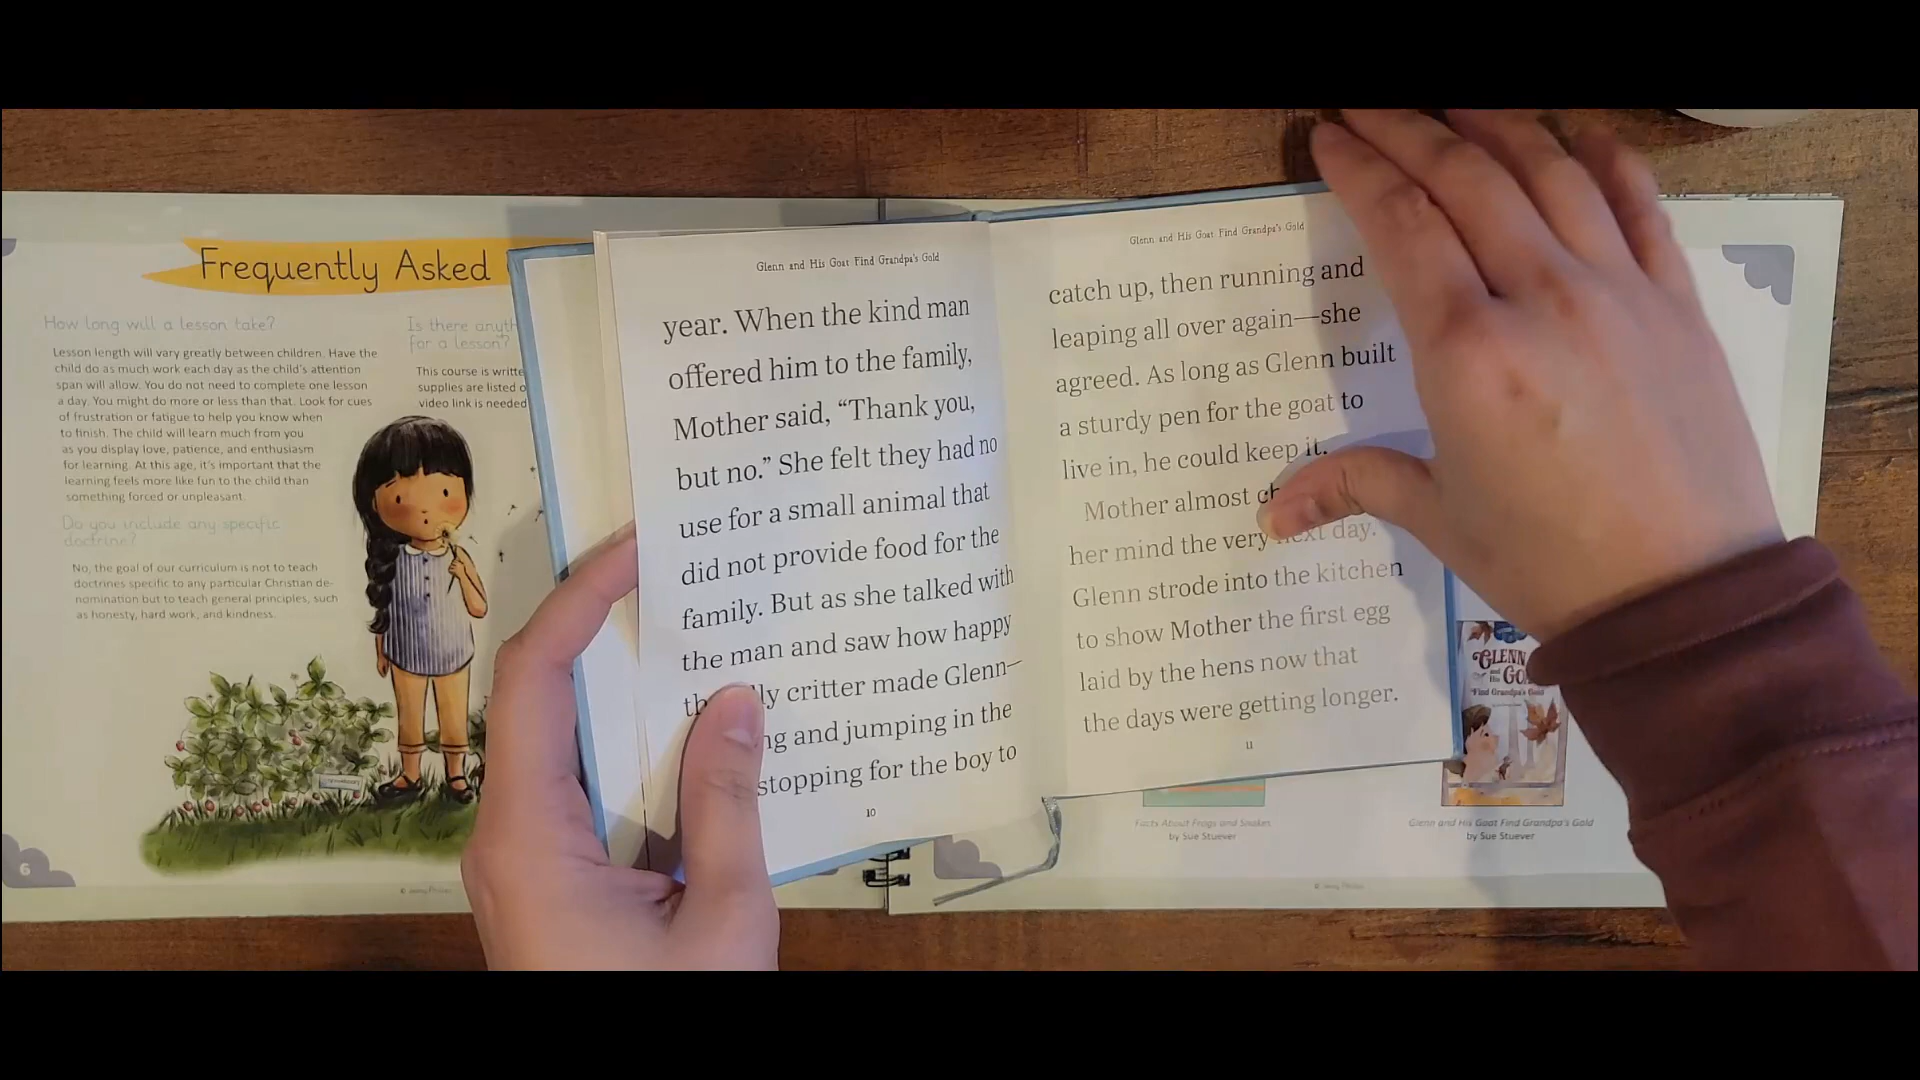 Frequently Asked
How long will a lesson take?
Lesson length will vary greatly between children. Have the
child do as much work each day as the child's attention
span will allow. You do not need to complete one lesson
a day. You might do more or less than that. Look for cues
of frustration or fatigue to help you know when
to finish. The child will learn much from you
as you display love, patience, and enthusiasm
for learning. At this age, it's important that the
learning feels more like fun to the child than
something forced or unpleasant.
Do you include any specific
doctrine?
No, the goal of our curriculum is not to teach
doctrines specific to any particular Christian de-
nomination but to teach general principles, such
as honesty, hard work, and kindness.
Is there
for a lesson?
This course is
supplies are listed
video link is needed
6
Glenn and His Goat Find Grandpa's Gold
year. When the kind man
offered him to the family,
Mother said, “Thank you,
but no.” She felt they had no
use for a small animal that
did not provide food for the
family. But as she talked with
the man and saw how happy
critter made Glenn—
and jumping in the
stopping for the boy to
10
Glenn and His Goat Find Grandpa's Gold
catch up, then running and
leaping all over again—she
agreed. As long as Glenn built
a sturdy pen for the goat to
live in, he could keep it.
Mother almost
her mind the very next day.
Glenn strode into the kitchen
to show Mother the first egg
laid by the hens now that
the days were getting longer.
11
GLENN
and
His
Find Grandpa's Gold
Facts About Frogs and Snakes
by Sue Stuever
Glenn and His Goat Find Grandpa's Gold
by Sue Stuever